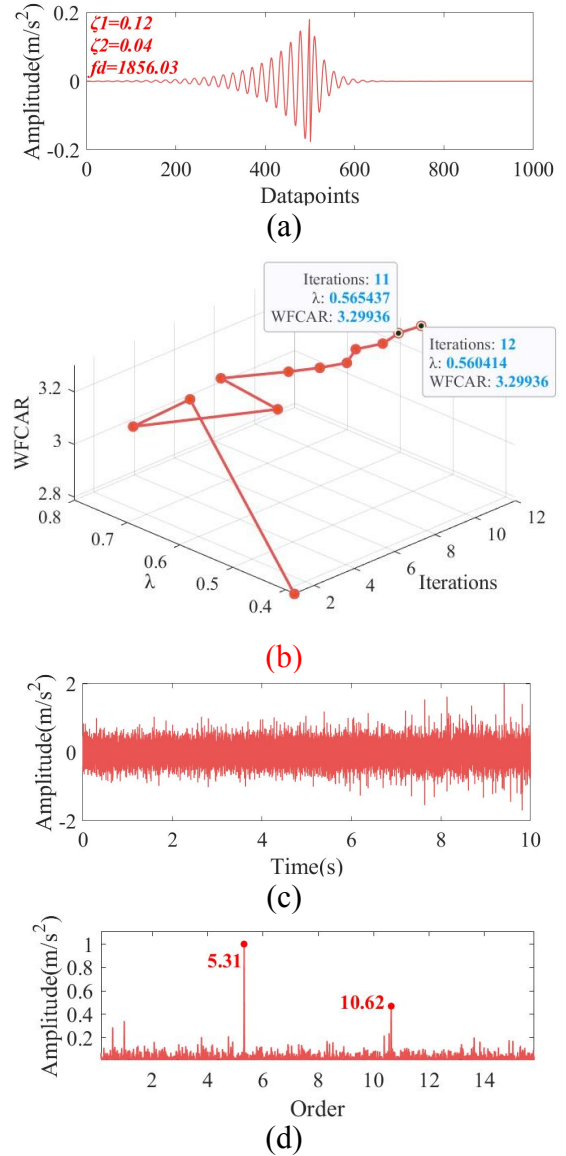 ζ1=0.12
ζ2=0.04
fd=1856.03
Amplitude(m/s²)
0.2
0
-0.2
0 200 400 600 800 1000
Datapoints
(a)
Iterations: 11
λ: 0.565437
WFCAR: 3.29936
Iterations: 12
λ: 0.560414
WFCAR: 3.29936
WFCAR
3.2
3
2.8
0.8
0.7
0.6
0.5
0.4
λ
2
4
6
8
10
12
Iterations
(b)
Amplitude(m/s²)
2
0
-2
0 2 4 6 8 10
Time(s)
(c)
Amplitude(m/s²)
1
0.8
0.6
0.4
0.2
5.31
10.62
2 4 6 8 10 12 14
Order
(d)